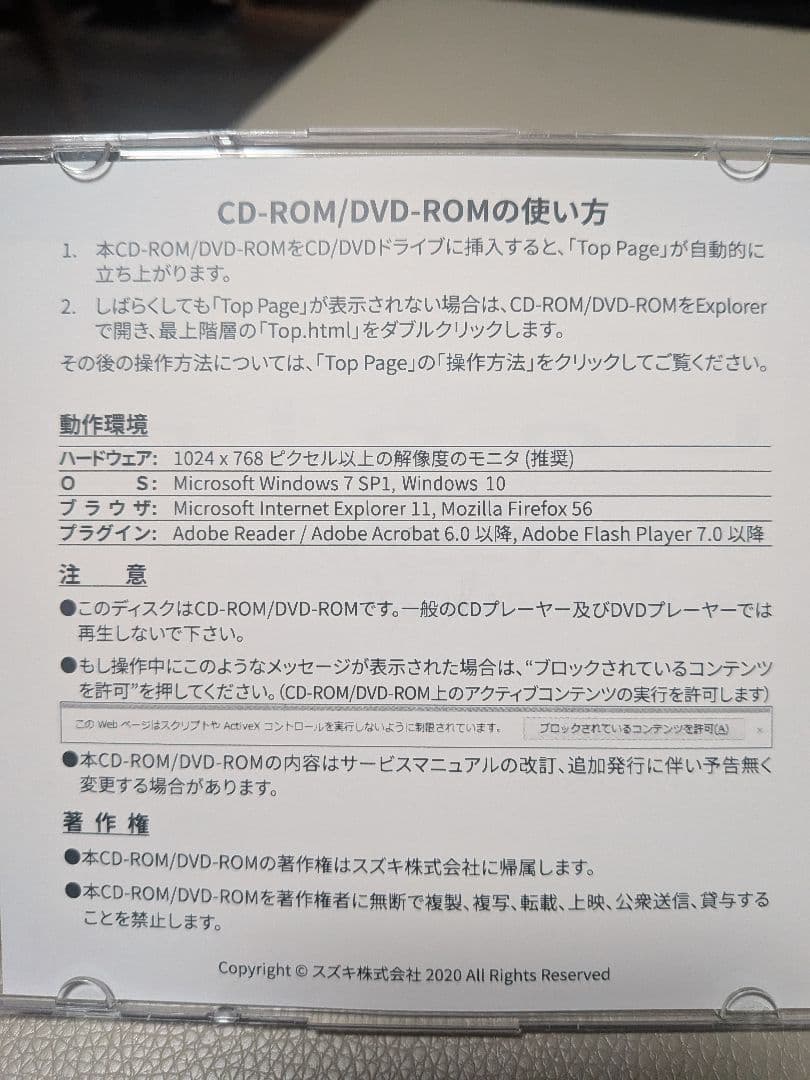 CD-ROM/DVD-ROMの使い方
1. 本CD-ROM/DVD-ROMをCD/DVDドライブに挿入すると、「Top Page」が自動的に
立ち上がります。
2. しばらくしても「Top Page」が表示されない場合は、CD-ROM/DVD-ROMをExplorer
で開き、最上階層の「Top.html」をダブルクリックします。
その後の操作方法については、「Top Page」の「操作方法」をクリックしてご覧ください。
動作環境
ハードウェア: 1024 x 768 ピクセル以上の解像度のモニタ (推奨)
O S: Microsoft Windows 7 SP1, Windows 10
ブラウザ: Microsoft Internet Explorer 11, Mozilla Firefox 56
プラグイン: Adobe Reader / Adobe Acrobat 6.0 以降, Adobe Flash Player 7.0 以降
注 意
●このディスクはCD-ROM/DVD-ROMです。一般のCDプレーヤー及びDVDプレーヤーでは
再生しないで下さい。
●もし操作中にこのようなメッセージが表示された場合は、“ブロックされているコンテンツ
を許可”を押してください。(CD-ROM/DVD-ROM上のアクティブコンテンツの実行を許可します)
この Web ページはスクリプトや ActiveX コントロールを実行しないように制限されています。 ブロックされているコンテンツを許可(A) ×
●本CD-ROM/DVD-ROMの内容はサービスマニュアルの改訂、追加発行に伴い予告無く
変更する場合があります。
著 作 権
●本CD-ROM/DVD-ROMの著作権はスズキ株式会社に帰属します。
●本CD-ROM/DVD-ROMを著作権者に無断で複製、複写、転載、上映、公衆送信、貸与する
ことを禁止します。
Copyright © スズキ株式会社 2020 All Rights Reserved